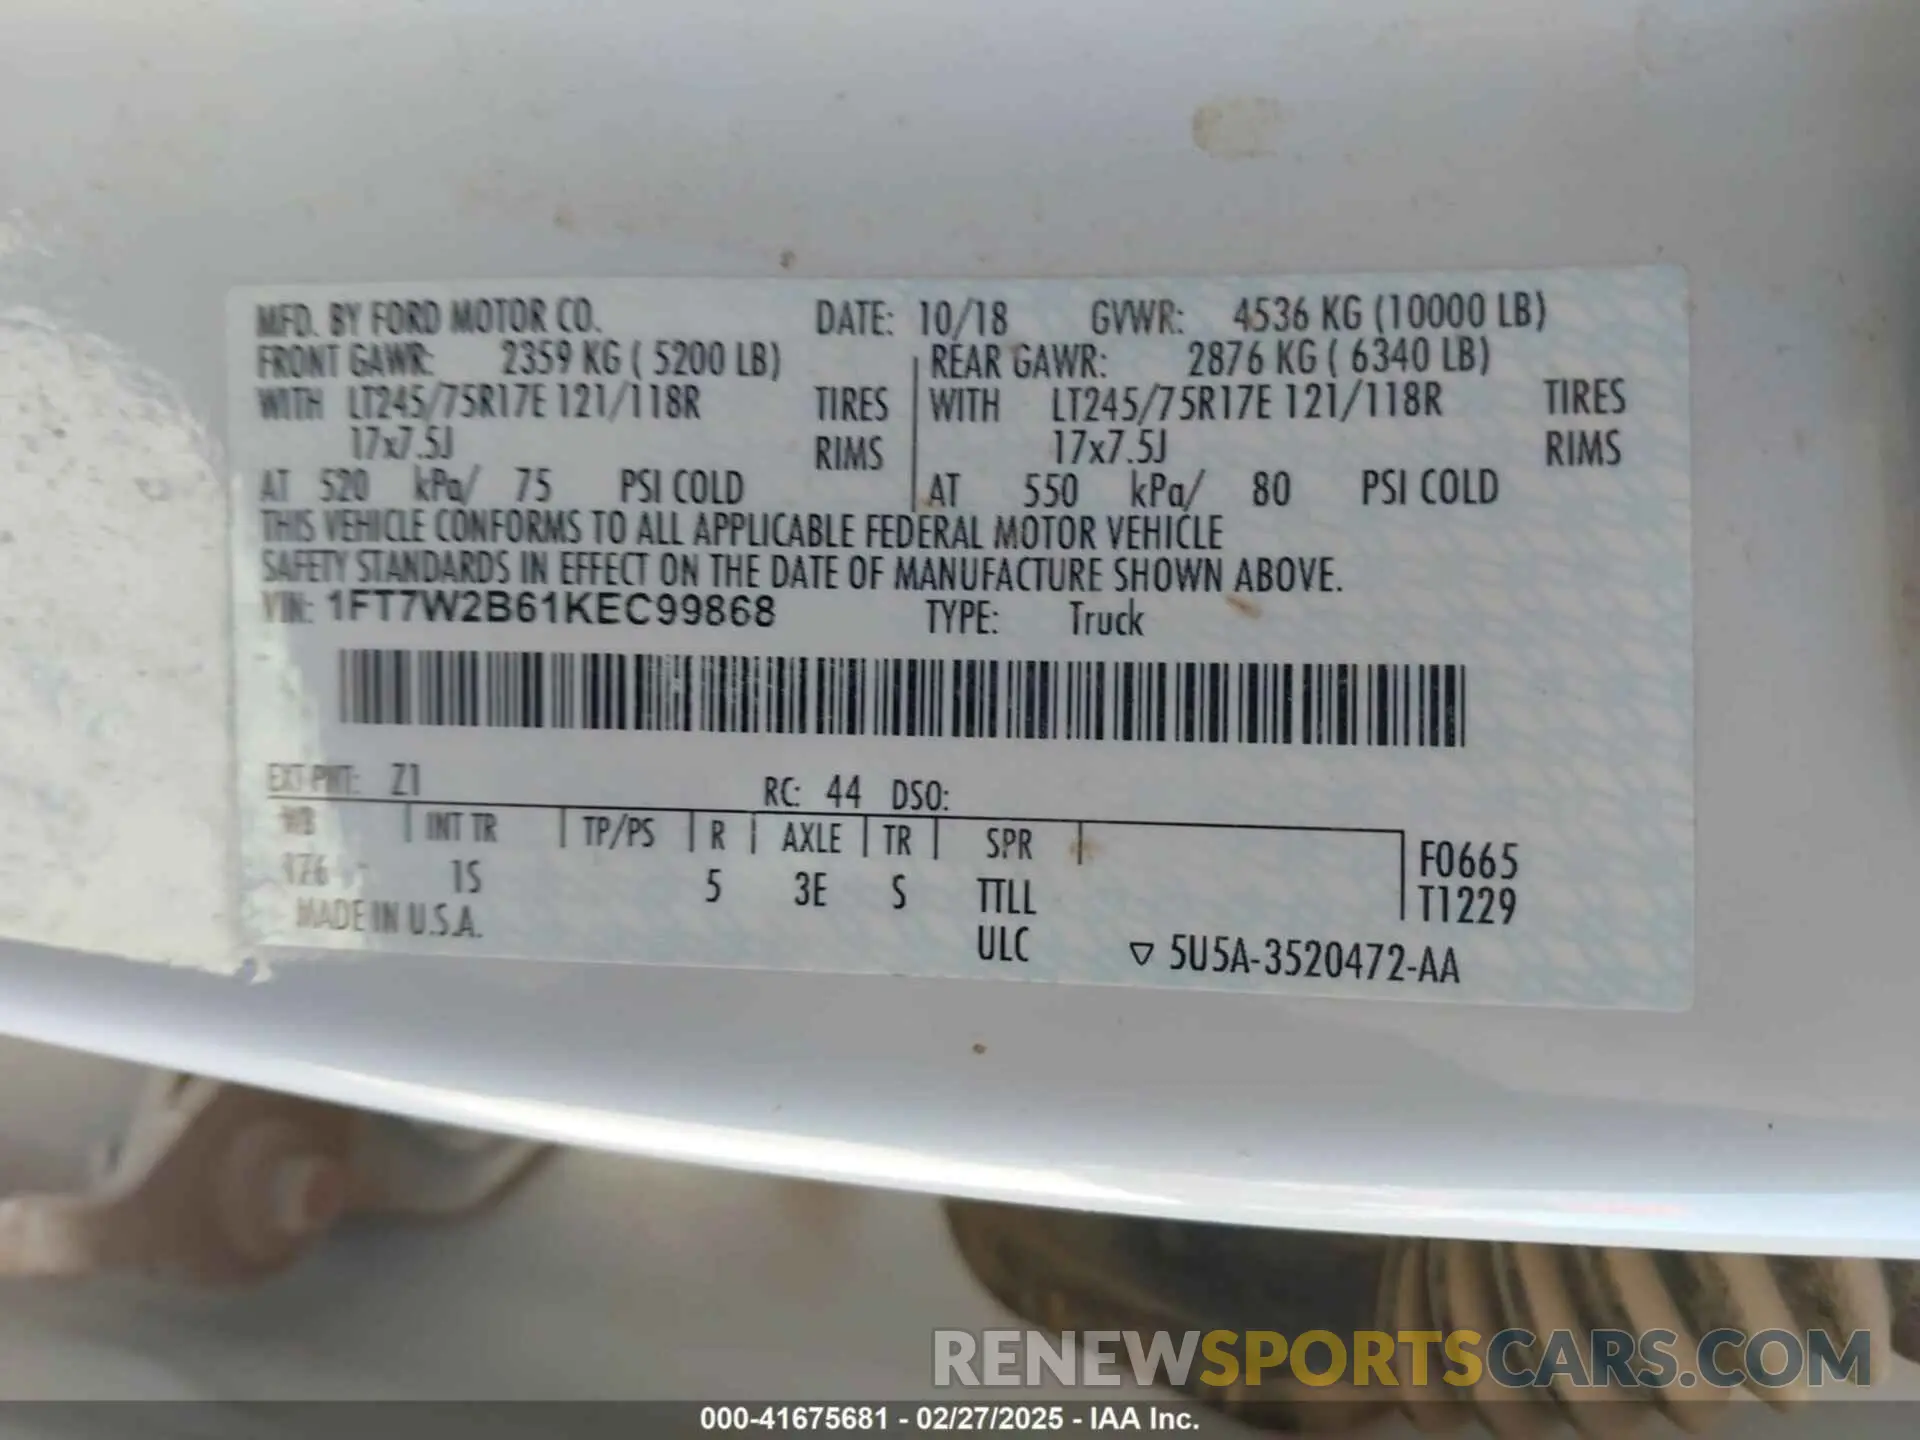 MFD. BY FORD MOTOR CO. DATE: 10/18 GVWR: 4536 KG (10000 LB)
FRONT GAWR: 2359 KG ( 5200 LB) REAR GAWR: 2876 KG ( 6340 LB)
WITH LT245/75R17E 121/118R TIRES WITH LT245/75R17E 121/118R TIRES
17x7.5J RIMS 17x7.5J RIMS
AT 520 kPa/ 75 PSI COLD AT 550 kPa/ 80 PSI COLD
THIS VEHICLE CONFORMS TO ALL APPLICABLE FEDERAL MOTOR VEHICLE
SAFETY STANDARDS IN EFFECT ON THE DATE OF MANUFACTURE SHOWN ABOVE.
VIN: 1FT7W2B61KEC99868 TYPE: Truck
EXT PNT: Z1 RC: 44 DSO:
WB INT TR TP/PS R AXLE TR SPR F0665
176 1S 5 3E S TTLL T1229
MADE IN U.S.A. ULC ▽ 5U5A-3520472-AA
RENEWSPORTSCARS.COM
000-41675681 - 02/27/2025 - IAA Inc.